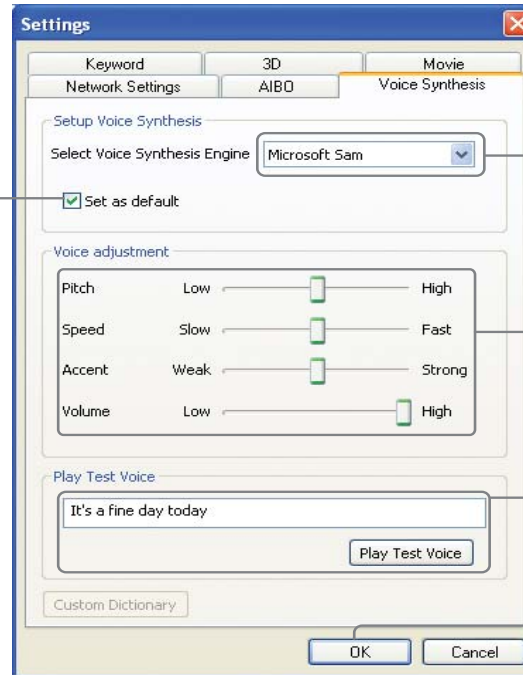 Settings
Keyword 3D Movie
Network Settings AIBO Voice Synthesis
Setup Voice Synthesis
Select Voice Synthesis Engine Microsoft Sam
Set as default
Voice adjustment
Pitch Low High
Speed Slow Fast
Accent Weak Strong
Volume Low High
Play Test Voice
It's a fine day today
Play Test Voice
Custom Dictionary
OK Cancel